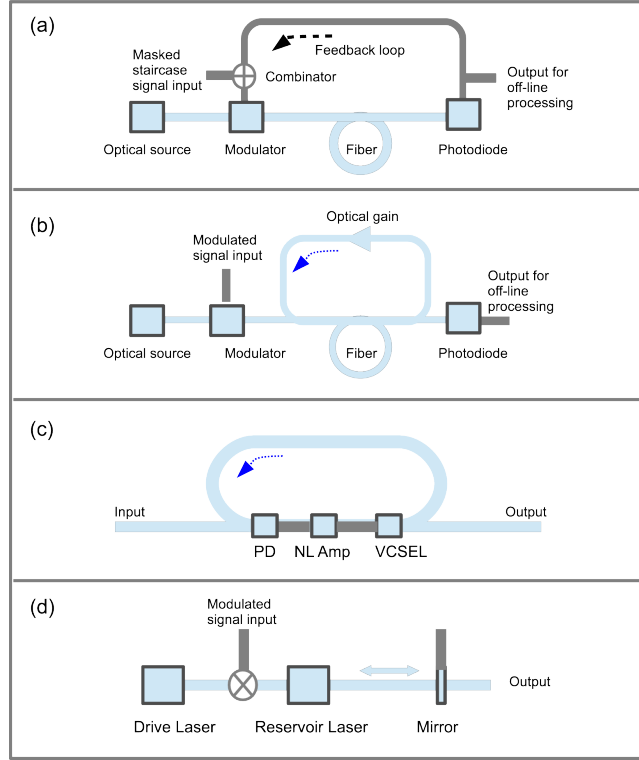 (a)
Feedback loop
Masked
staircase
signal input
Combinator
Output for
off-line
processing
Optical source
Modulator
Fiber
Photodiode
(b)
Optical gain
Modulated
signal input
Output for
off-line
processing
Optical source
Modulator
Fiber
Photodiode
(c)
Input
Output
PD
NL Amp
VCSEL
(d)
Modulated
signal input
Output
Drive Laser
Reservoir Laser
Mirror